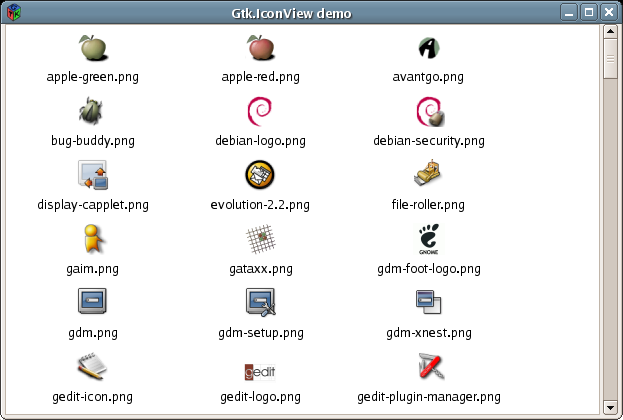 Gtk.IconView demo
apple-green.png apple-red.png avantgo.png
bug-buddy.png debian-logo.png debian-security.png
display-capplet.png evolution-2.2.png file-roller.png
GNOME
gaim.png gataxx.png gdm-foot-logo.png
gdm.png gdm-setup.png gdm-xnest.png
gedit
gedit-icon.png gedit-logo.png gedit-plugin-manager.png